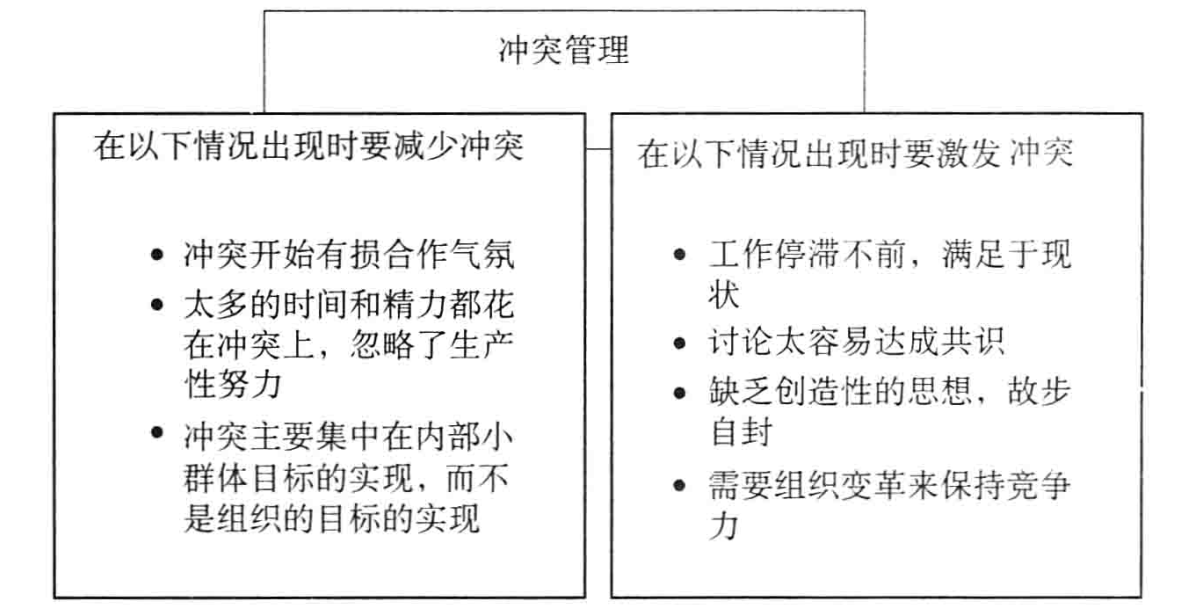 冲突管理
在以下情况出现时要减少冲突
• 冲突开始有损合作气氛
• 太多的时间和精力都花
在冲突上，忽略了生产
性努力
• 冲突主要集中在内部小
群体目标的实现，而不
是组织的目标的实现
在以下情况出现时要激发冲突
• 工作停滞不前，满足于现
状
• 讨论太容易达成共识
• 缺乏创造性的思想，故步
自封
• 需要组织变革来保持竞争
力